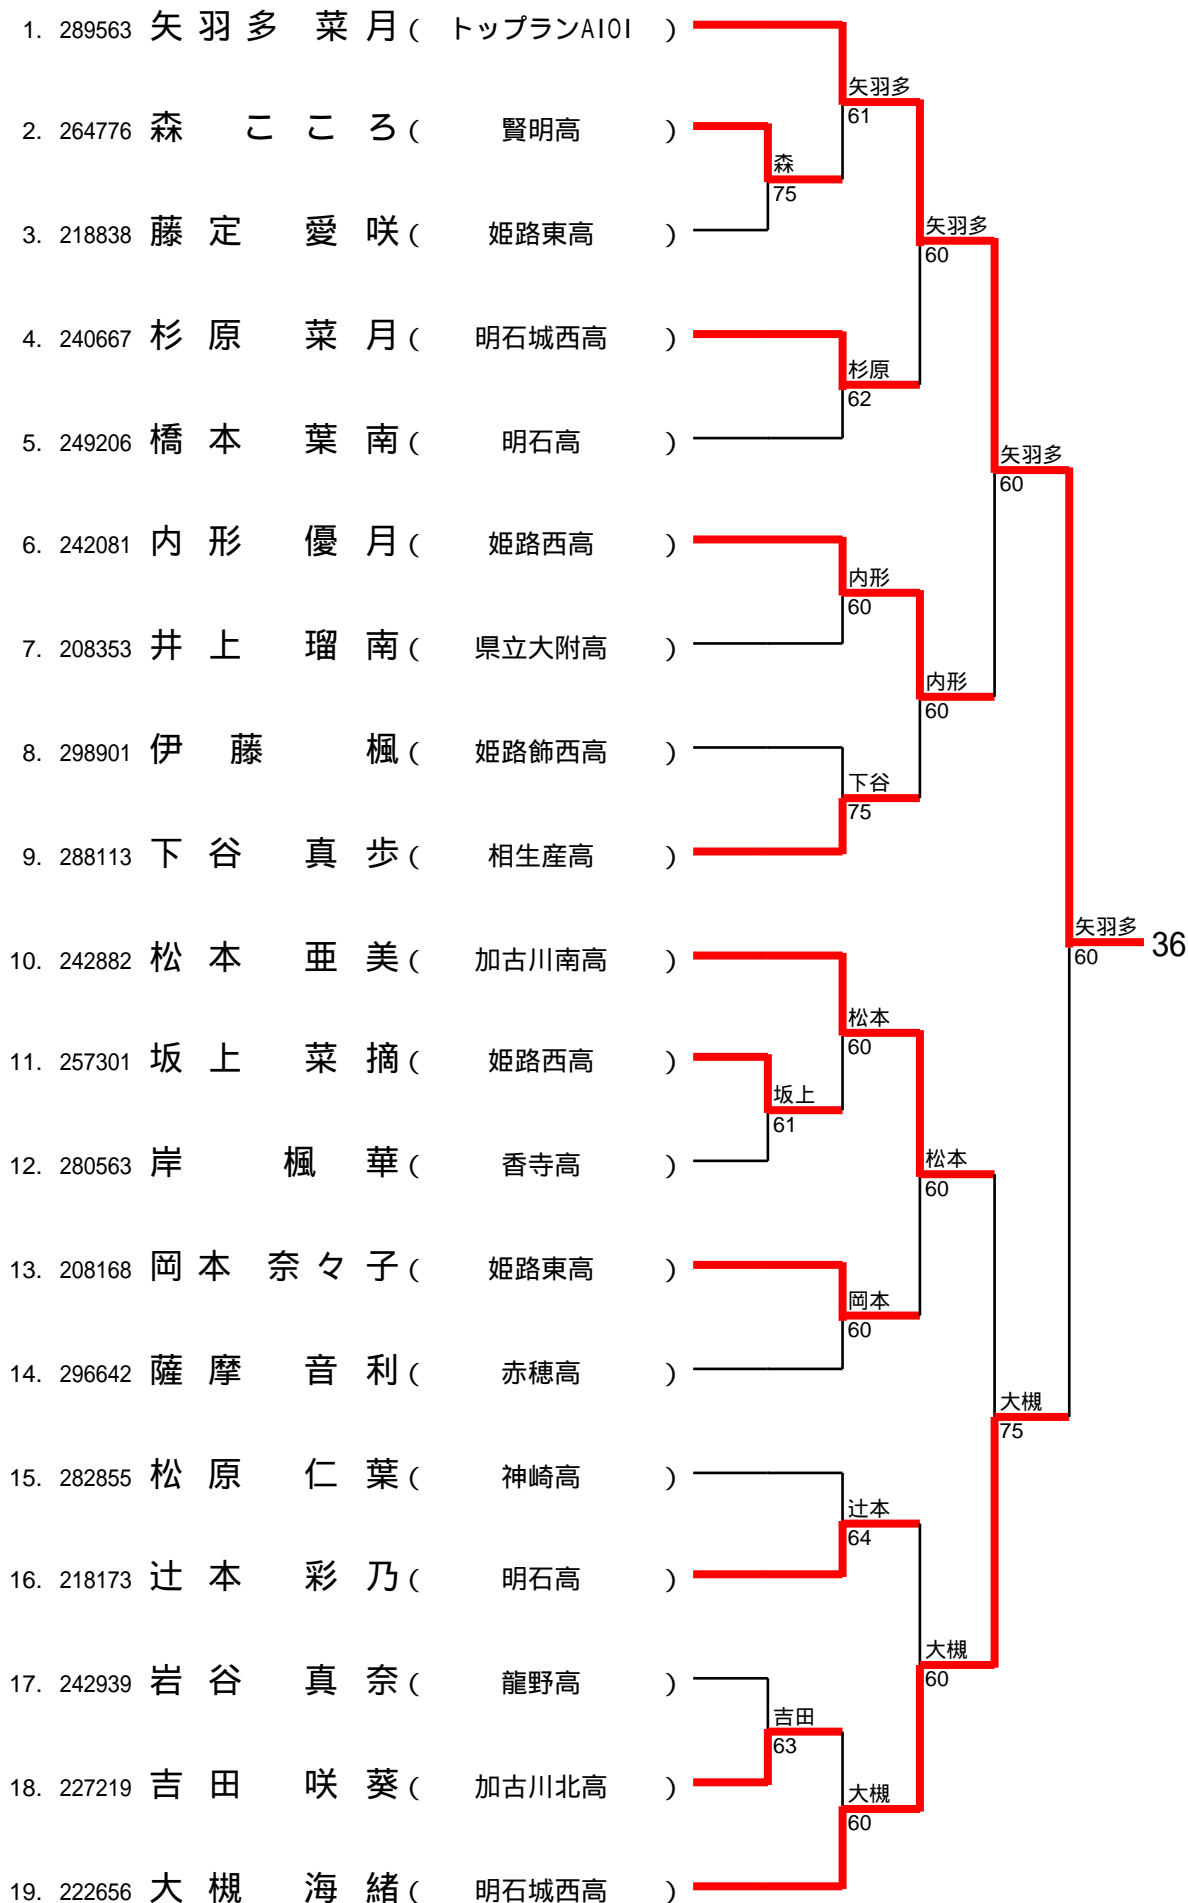 1. 289563 矢羽多 菜月 ( トップランAIOI )
矢羽多
61
2. 264776 森 こころ ( 賢明高 )
森
75
3. 218838 藤定 愛咲 ( 姫路東高 )
矢羽多
60
4. 240667 杉原 菜月 ( 明石城西高 )
杉原
62
5. 249206 橋本 葉南 ( 明石高 )
矢羽多
60
6. 242081 内形 優月 ( 姫路西高 )
内形
60
7. 208353 井上 瑠南 ( 県立大附高 )
内形
60
8. 298901 伊藤 楓 ( 姫路飾西高 )
下谷
75
9. 288113 下谷 真歩 ( 相生産高 )
矢羽多
60
36
10. 242882 松本 亜美 ( 加古川南高 )
松本
60
11. 257301 坂上 菜摘 ( 姫路西高 )
坂上
61
12. 280563 岸 楓華 ( 香寺高 )
松本
60
13. 208168 岡本 奈々子 ( 姫路東高 )
岡本
60
14. 296642 薩摩 音利 ( 赤穂高 )
大槻
75
15. 282855 松原 仁葉 ( 神崎高 )
辻本
64
16. 218173 辻本 彩乃 ( 明石高 )
大槻
60
17. 242939 岩谷 真奈 ( 龍野高 )
吉田
63
18. 227219 吉田 咲葵 ( 加古川北高 )
大槻
60
19. 222656 大槻 海緒 ( 明石城西高 )